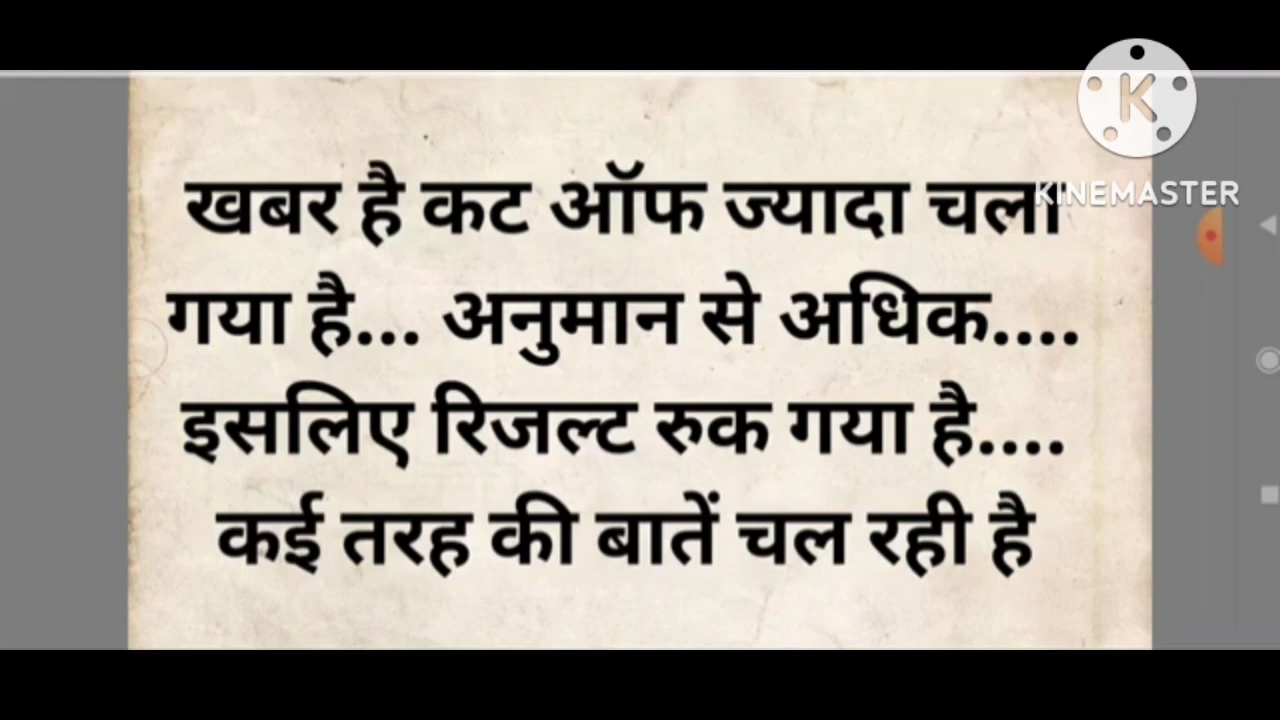 KINEMASTER
खबर है कट ऑफ ज्यादा चला
गया है... अनुमान से अधिक....
इसलिए रिजल्ट रुक गया है....
कई तरह की बातें चल रही है